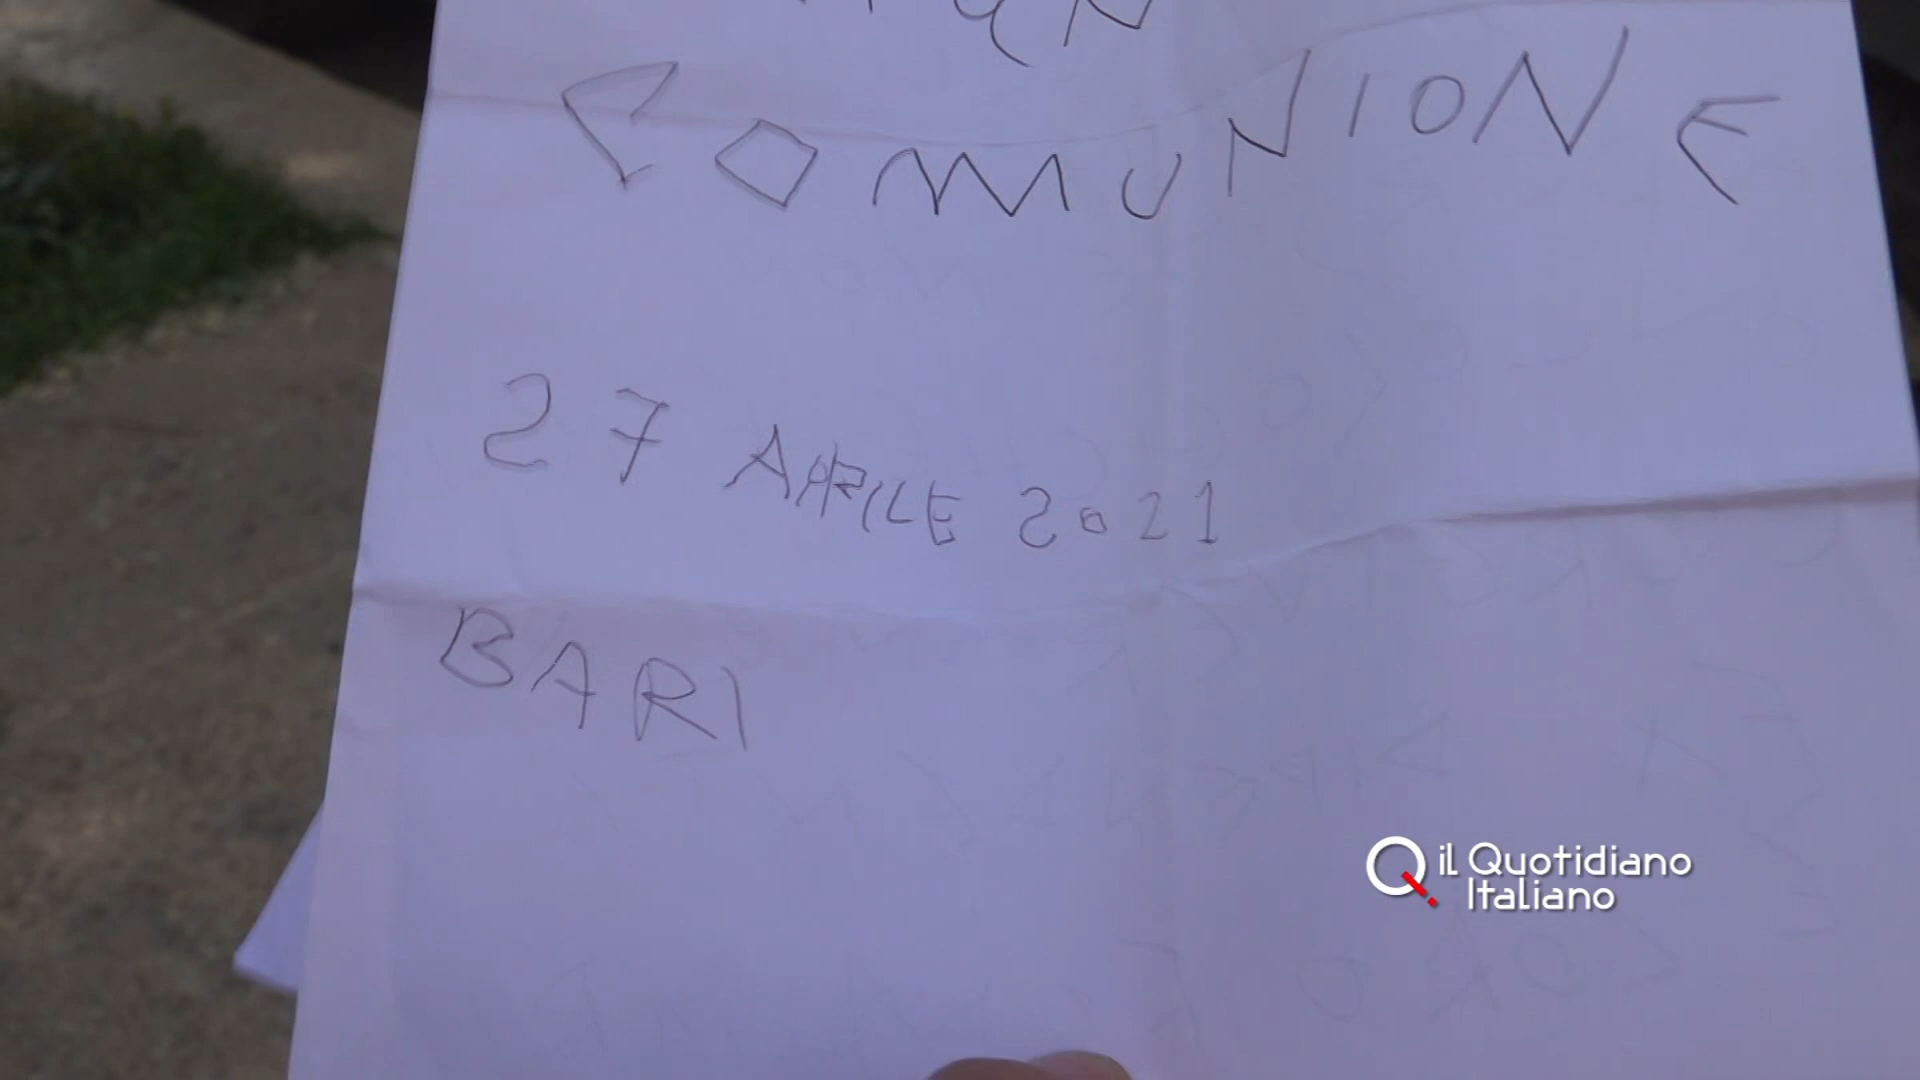 COMUNIONE
27 APRILE 2021
BARI
il Quotidiano
Italiano